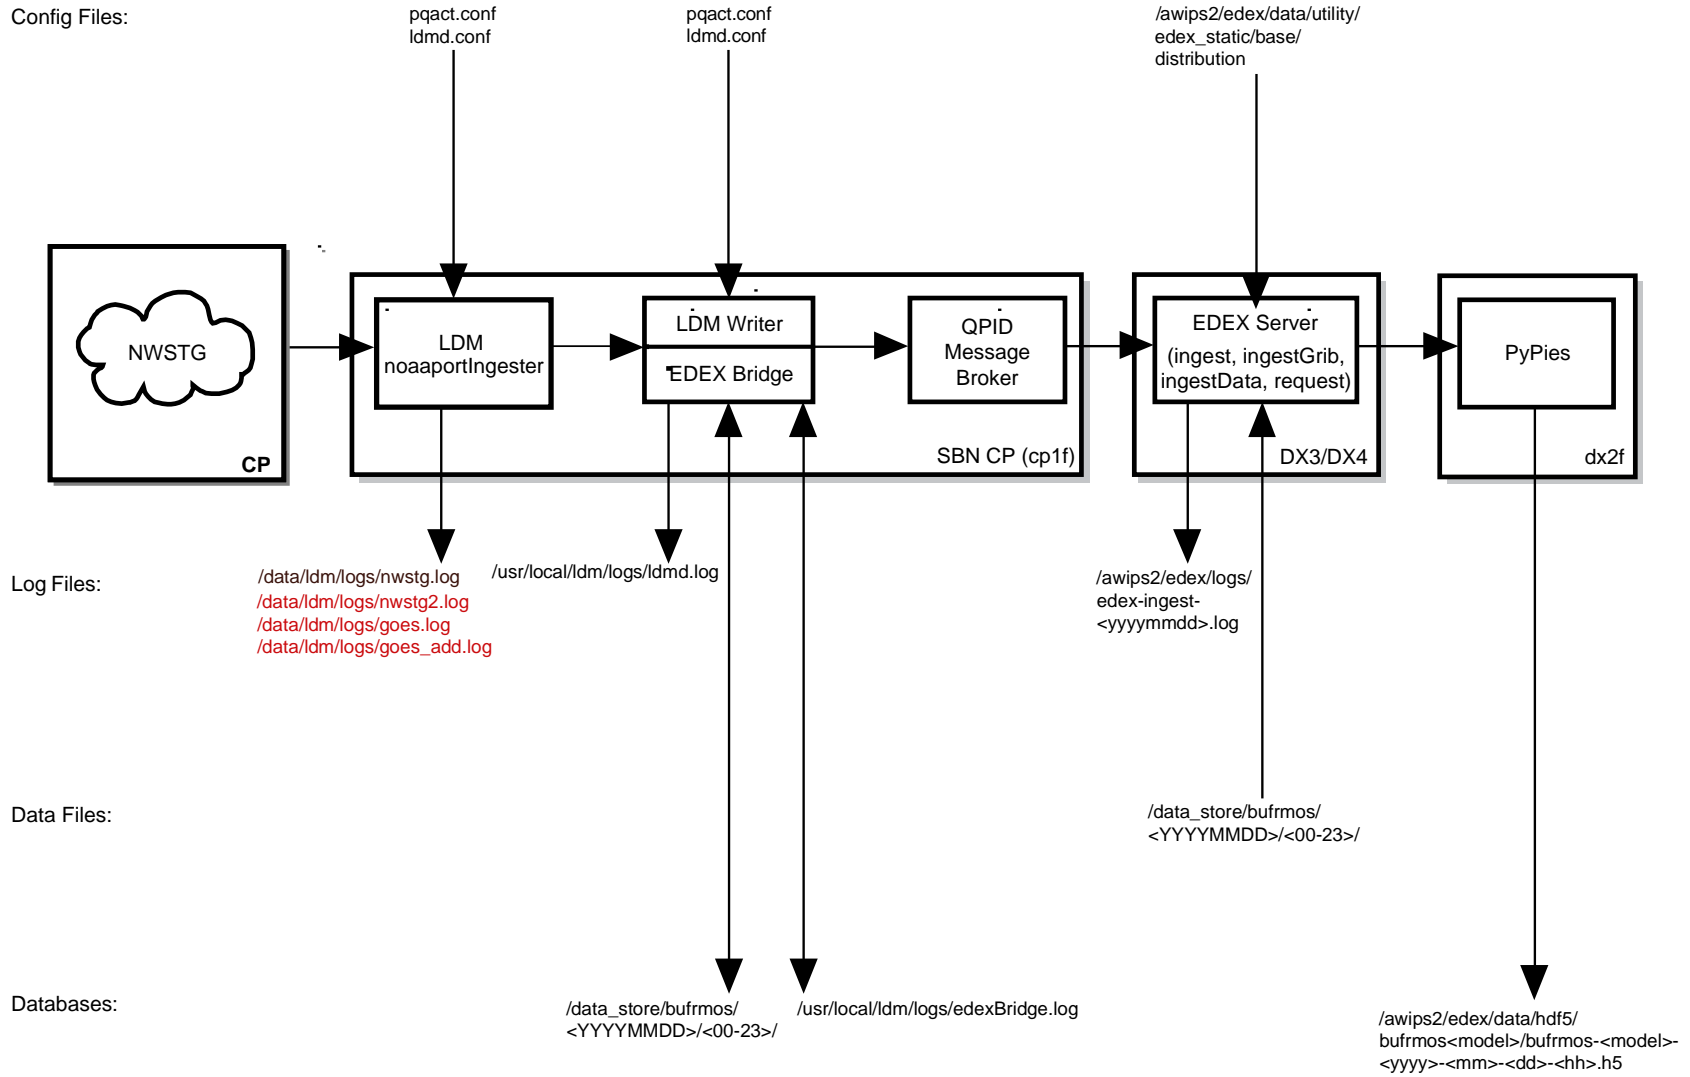 Config Files:
pqact.conf
ldmd.conf
pqact.conf
ldmd.conf
/awips2/edex/data/utility/
edex_static/base/
distribution
NWSTG
CP
LDM
noaaportIngester
LDM Writer
EDEX Bridge
QPID
Message
Broker
SBN CP (cp1f)
EDEX Server
(ingest, ingestGrib,
ingestData, request)
DX3/DX4
PyPies
dx2f
Log Files:
/data/ldm/logs/nwstg.log
/data/ldm/logs/nwstg2.log
/data/ldm/logs/goes.log
/data/ldm/logs/goes_add.log
/usr/local/ldm/logs/ldmd.log
/awips2/edex/logs/
edex-ingest-
<yyyymmdd>.log
Data Files:
/data_store/bufrmos/
<YYYYMMDD>/<00-23>/
Databases:
/data_store/bufrmos/
<YYYYMMDD>/<00-23>/
/usr/local/ldm/logs/edexBridge.log
/awips2/edex/data/hdf5/
bufrmos<model>/bufrmos-<model>-
<yyyy>-<mm>-<dd>-<hh>.h5